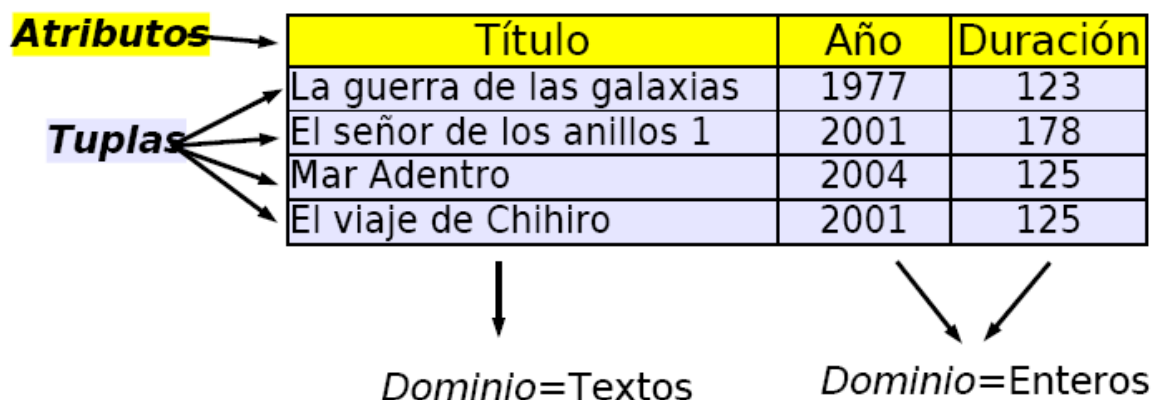 Atributos
Título Año Duración
La guerra de las galaxias 1977 123
Tuplas
El señor de los anillos 1 2001 178
Mar Adentro 2004 125
El viaje de Chihiro 2001 125
Dominio=Textos
Dominio=Enteros